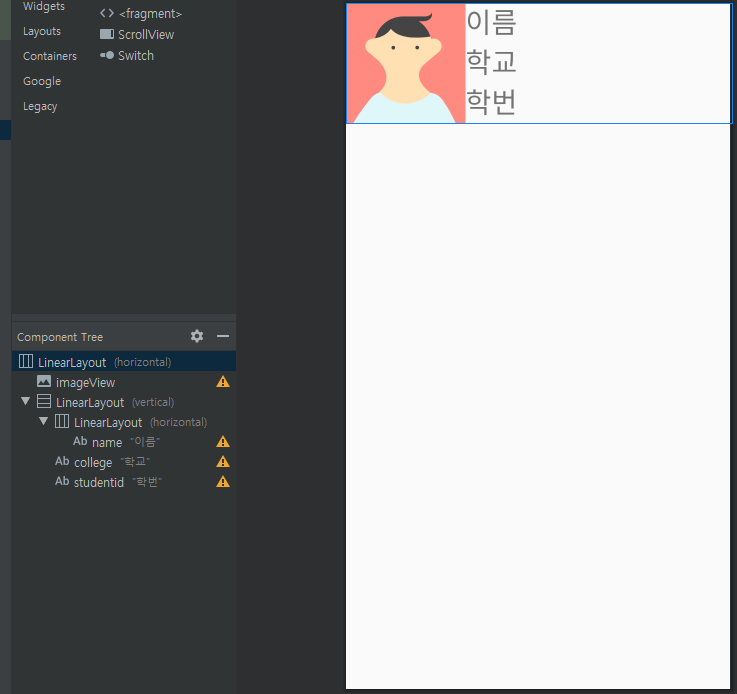 Widgets
Layouts
Containers
Google
Legacy
<fragment>
ScrollView
Switch
이름
학교
학번
Component Tree
LinearLayout (horizontal)
imageView
LinearLayout (vertical)
LinearLayout (horizontal)
Ab name "이름"
Ab college "학교"
Ab studentid "학번"